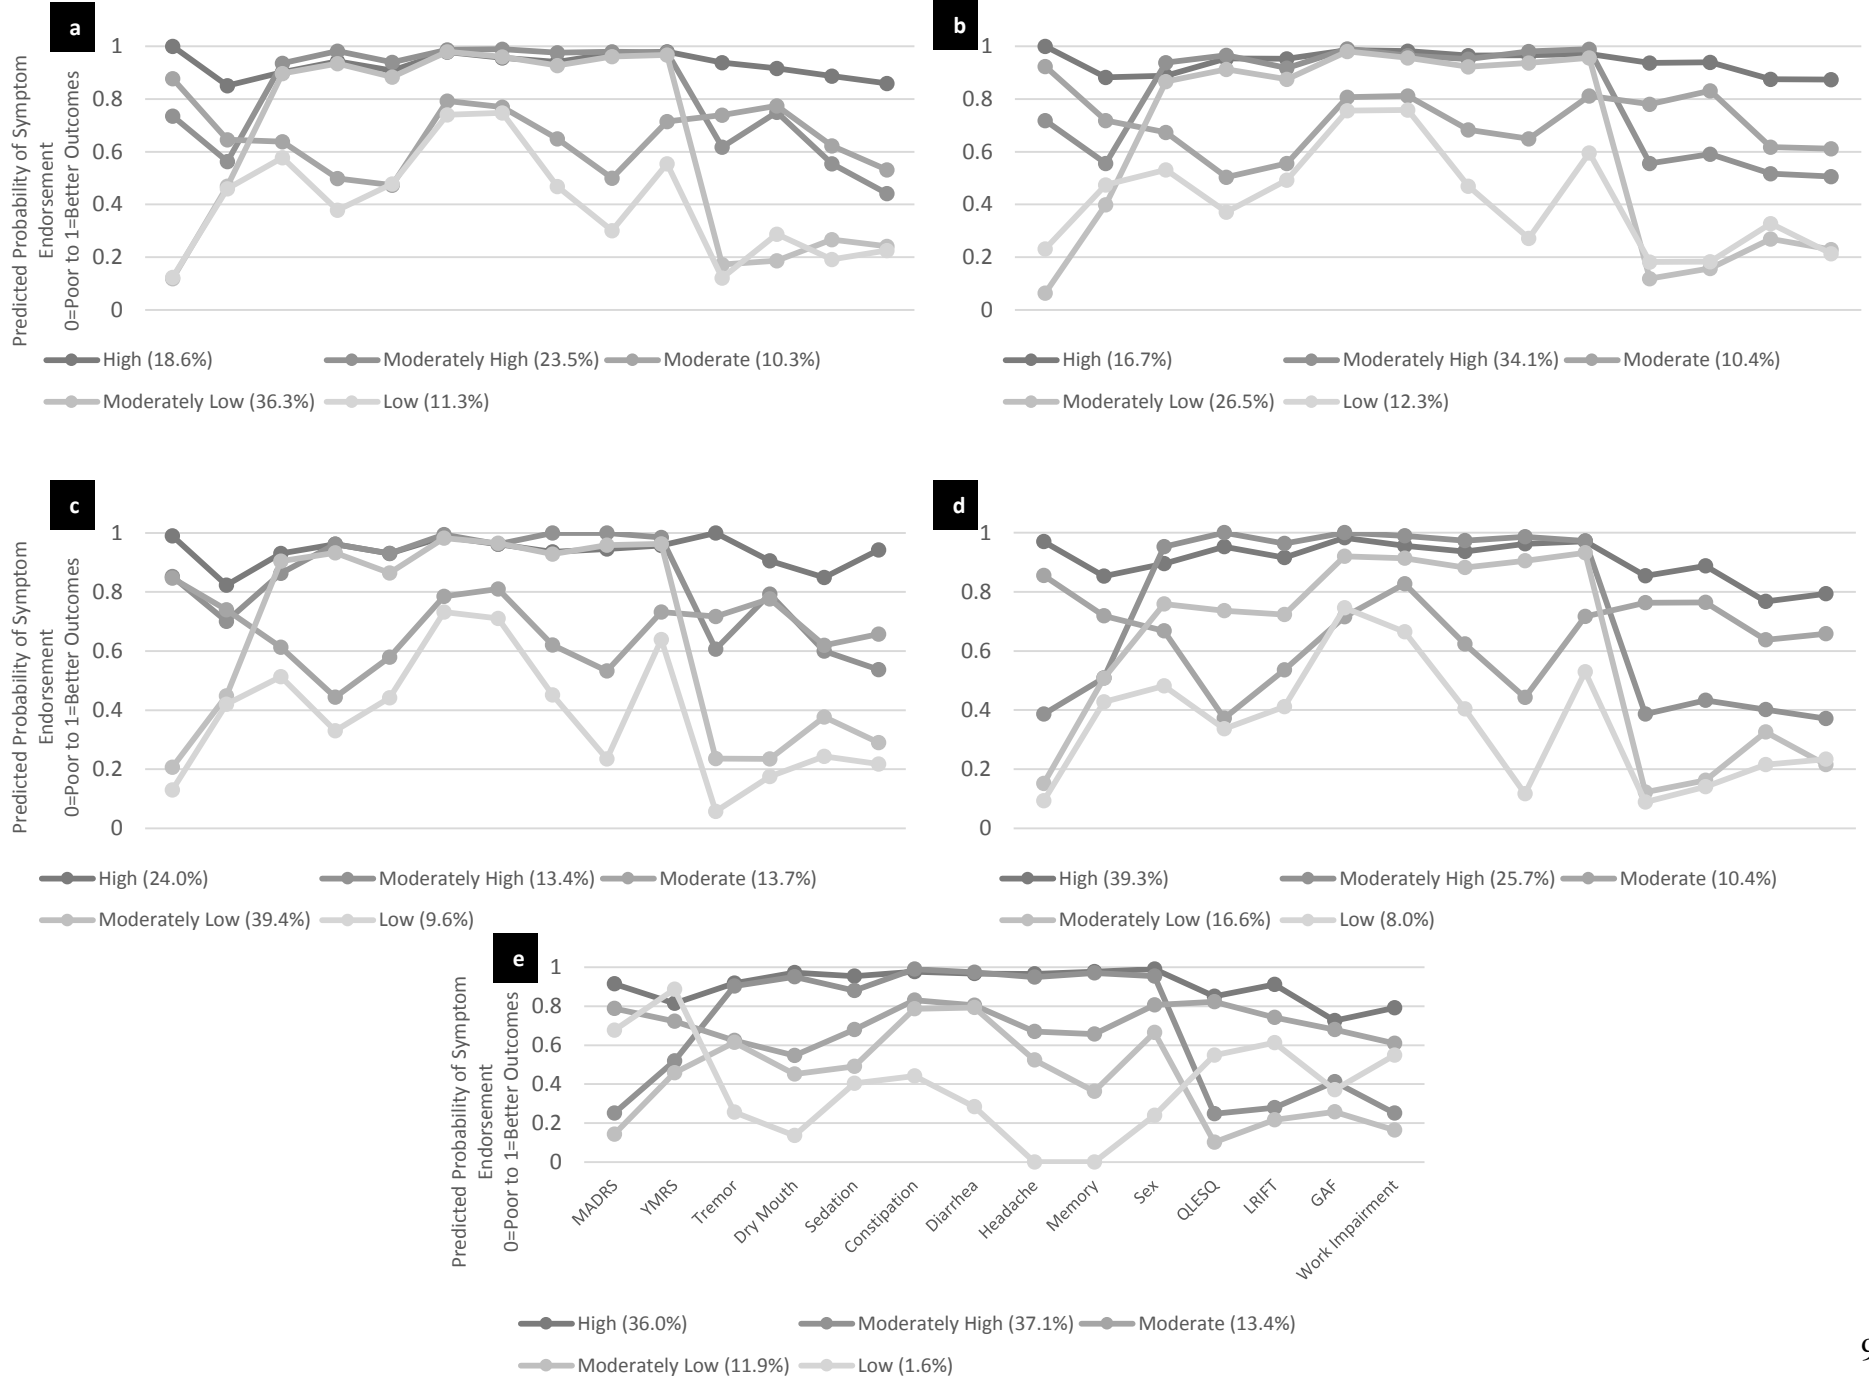 a
Predicted Probability of Symptom
Endorsement
0=Poor to 1=Better Outcomes
1
0.8
0.6
0.4
0.2
0
High (18.6%) Moderately High (23.5%) Moderate (10.3%)
Moderately Low (36.3%) Low (11.3%)
b
1
0.8
0.6
0.4
0.2
0
High (16.7%) Moderately High (34.1%) Moderate (10.4%)
Moderately Low (26.5%) Low (12.3%)
c
Predicted Probability of Symptom
Endorsement
0=Poor to 1=Better Outcomes
1
0.8
0.6
0.4
0.2
0
High (24.0%) Moderately High (13.4%) Moderate (13.7%)
Moderately Low (39.4%) Low (9.6%)
d
1
0.8
0.6
0.4
0.2
0
High (39.3%) Moderately High (25.7%) Moderate (10.4%)
Moderately Low (16.6%) Low (8.0%)
e
Predicted Probability of Symptom
Endorsement
0=Poor to 1=Better Outcomes
1
0.8
0.6
0.4
0.2
0
MADRS
YMRS
Tremor
Dry Mouth
Sedation
Constipation
Diarrhea
Headache
Memory
Sex
QLESQ
LRIFT
GAF
Work Impairment
High (36.0%) Moderately High (37.1%) Moderate (13.4%)
Moderately Low (11.9%) Low (1.6%)